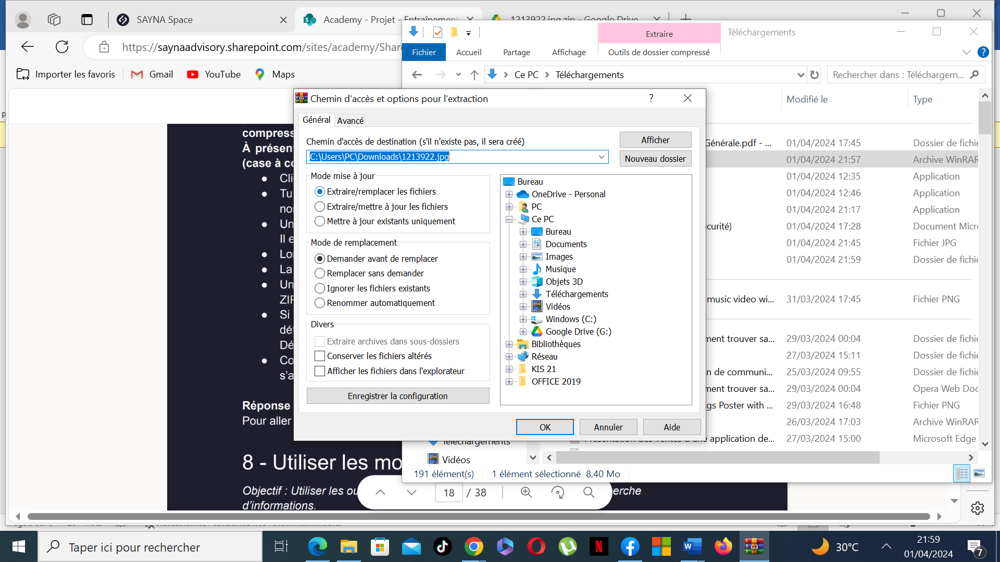 SAYNA Space
Academy - Projet - Entraînement
1213922.jpg.zip - Google Drive
https://saynaadvisory.sharepoint.com/sites/academy/Shar
Importer les favoris
Gmail
YouTube
Maps
Extraire
Téléchargements
Fichier
Accueil
Partage
Affichage
Outils de dossier compressé
Ce PC
Téléchargements
Rechercher dans : Téléchargem...
Modifié le
Type
Générale.pdf - ...
01/04/2024 17:45
Dossier de fichie
01/04/2024 21:57
Archive WinRAR
01/04/2024 12:35
Application
01/04/2024 12:46
Application
01/04/2024 21:17
Application
curité)
01/04/2024 17:28
Document Micro
01/04/2024 21:45
Fichier JPG
01/04/2024 21:59
Dossier de fichie
music video wi...
31/03/2024 17:45
Fichier PNG
ment trouver sa...
29/03/2024 00:04
Dossier de fichie
27/03/2024 15:11
Dossier de fichie
n de communi...
25/03/2024 09:55
Dossier de fichie
ment trouver sa...
29/03/2024 00:04
Opera Web Doc
gs Poster with ...
29/03/2024 16:48
Fichier PNG
26/03/2024 17:03
Archive WinRAR
application de...
27/03/2024 15:00
Microsoft Edge
Téléchargements
Vidéos
191 élément(s)
1 élément sélectionné 8,40 Mo
Chemin d'accès et options pour l'extraction
?
Général
Avancé
Chemin d'accès de destination (s'il n'existe pas, il sera créé)
C:\Users\PC\Downloads\1213922.jpg
Afficher
Nouveau dossier
Mode mise à jour
Extraire/remplacer les fichiers
Extraire/mettre à jour les fichiers
Mettre à jour existants uniquement
Mode de remplacement
Demander avant de remplacer
Remplacer sans demander
Ignorer les fichiers existants
Renommer automatiquement
Divers
Extraire archives dans sous-dossiers
Conserver les fichiers altérés
Afficher les fichiers dans l'explorateur
Enregistrer la configuration
Bureau
OneDrive - Personal
PC
Ce PC
Bureau
Documents
Images
Musique
Objets 3D
Téléchargements
Vidéos
Windows (C:)
Google Drive (G:)
Bibliothèques
Réseau
KIS 21
OFFICE 2019
OK
Annuler
Aide
compress
À présent
(case à co
Cli
Tu
nor
Un
Il e
Lor
La
Un
ZIF
Si
dét
Dé
Co
s'a
Réponse
Pour aller
8 - Utiliser les mo
Objectif : Utiliser les ou
erche
d'informations.
18 / 38
Taper ici pour rechercher
30°C
21:59
01/04/2024
7